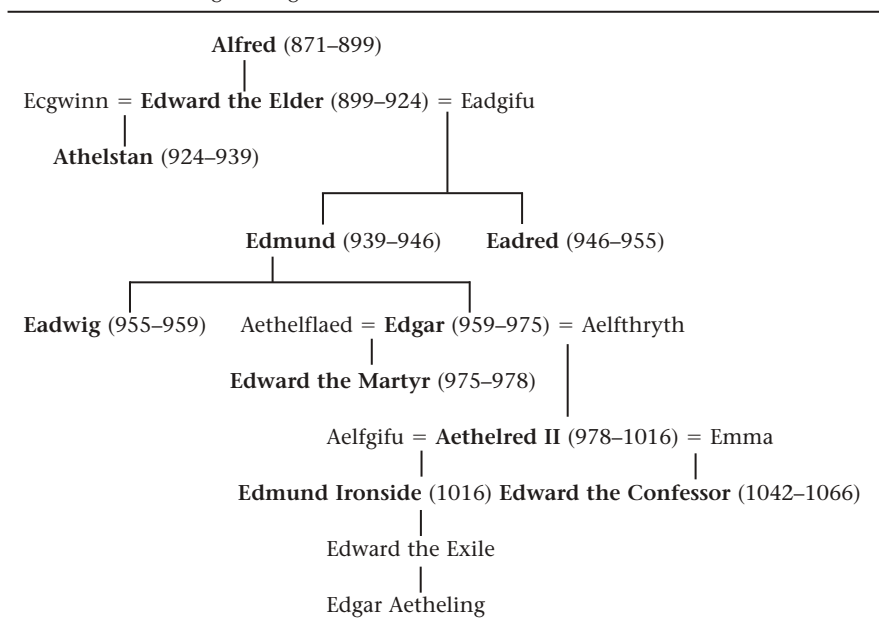 Alfred (871–899)
Ecgwinn = Edward the Elder (899–924) = Eadgifu
Athelstan (924–939)
Edmund (939–946) Eadred (946–955)
Eadwig (955–959) Aethelflaed = Edgar (959–975) = Aelfthryth
Edward the Martyr (975–978)
Aelfgifu = Aethelred II (978–1016) = Emma
Edmund Ironside (1016) Edward the Confessor (1042–1066)
Edward the Exile
Edgar Aetheling